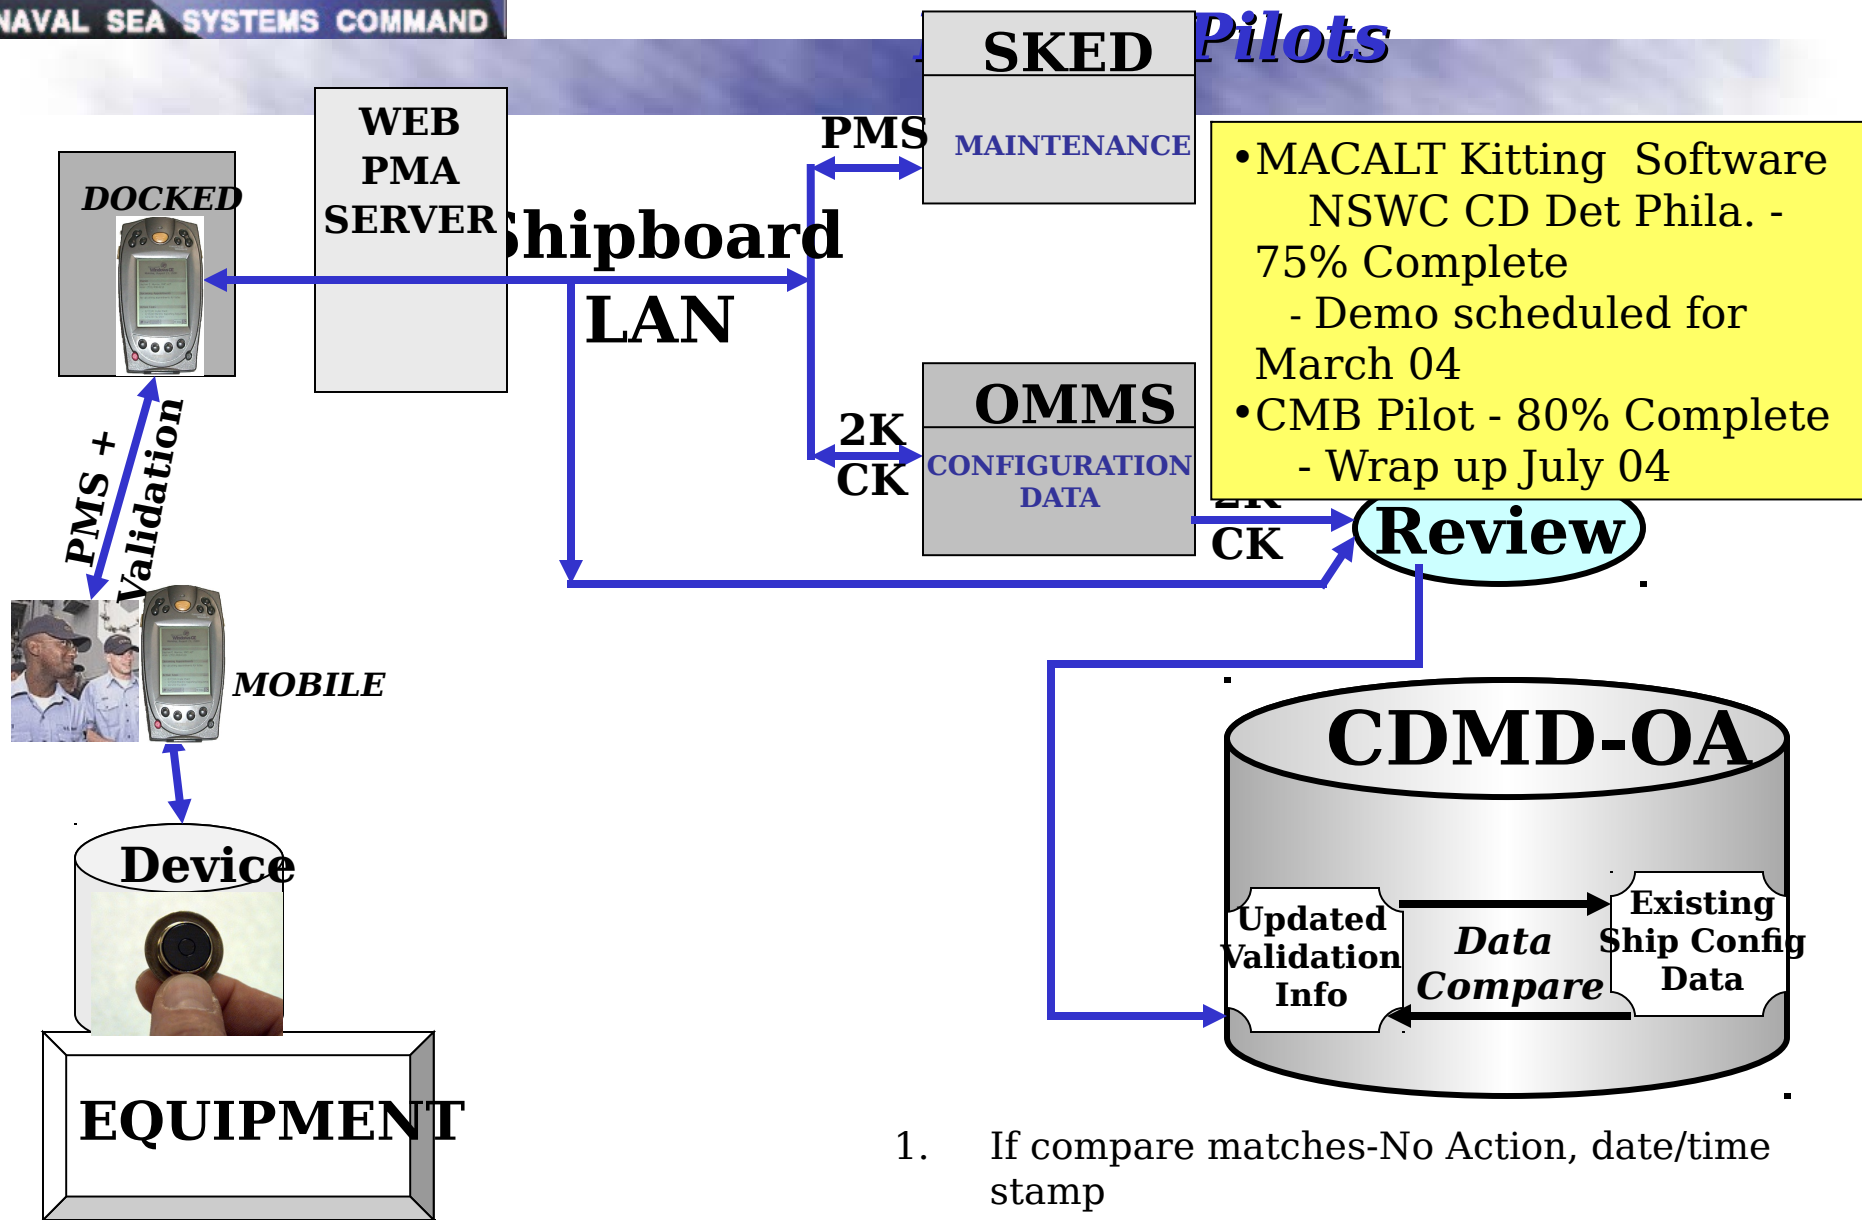 NAVAL SEA SYSTEMS COMMAND
Pilots
SKED
MAINTENANCE
PMS
WEB
PMA
SERVER
DOCKED
Shipboard
LAN
•MACALT Kitting Software
NSWC CD Det Phila. -
75% Complete
- Demo scheduled for
March 04
•CMB Pilot - 80% Complete
- Wrap up July 04
OMMS
CONFIGURATION
DATA
2K
CK
2K
CK
Review
PMS +
Validation
MOBILE
CDMD-OA
Device
Updated
Validation
Info
Data
Compare
Existing
Ship Config
Data
EQUIPMENT
1. If compare matches-No Action, date/time
stamp